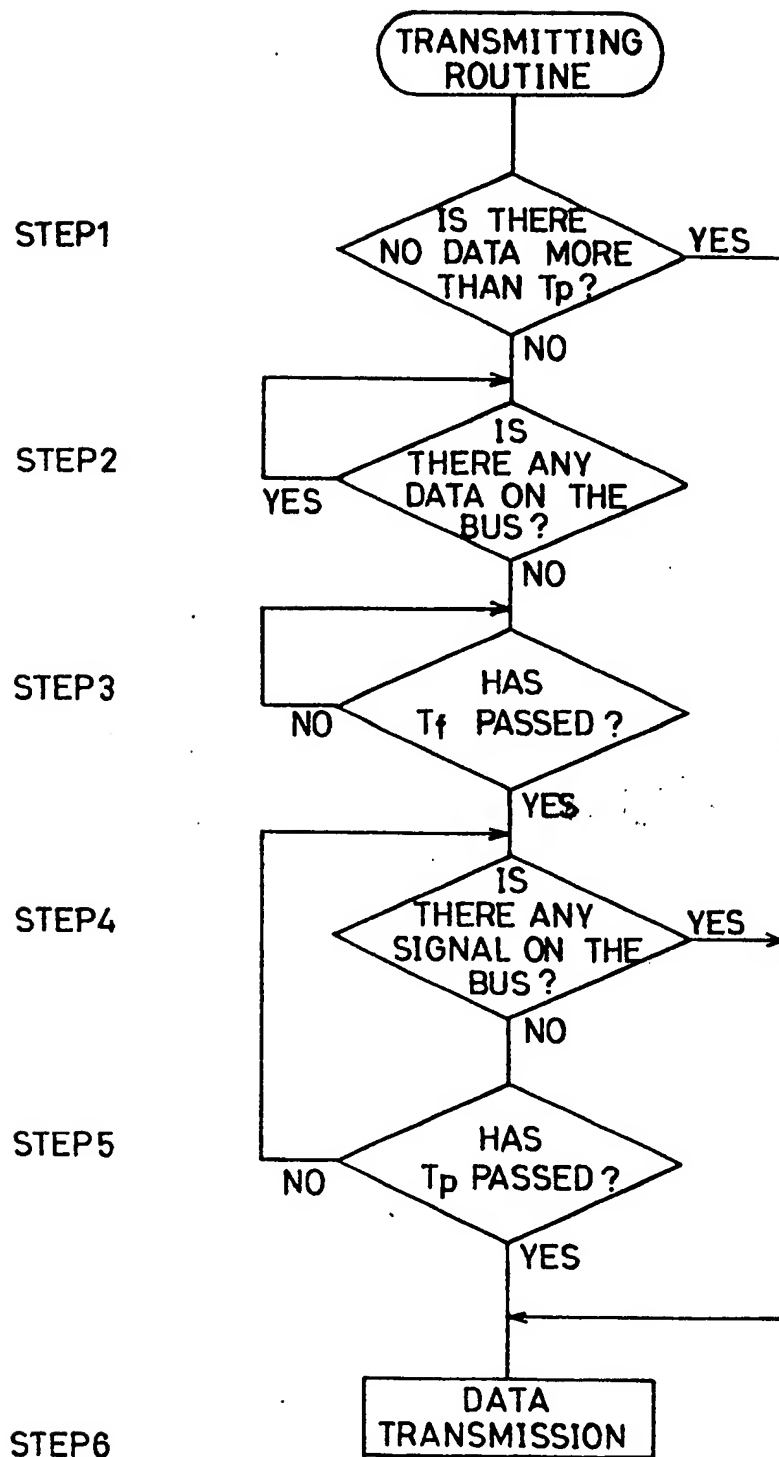 TRANSMITTING
ROUTINE
STEP1
IS THERE
NO DATA MORE
THAN Tp?
YES
NO
STEP2
IS
THERE ANY
DATA ON THE
BUS?
YES
NO
STEP3
HAS
Tf PASSED?
NO
YES
STEP4
IS
THERE ANY
SIGNAL ON THE
BUS?
YES
NO
STEP5
HAS
Tp PASSED?
NO
YES
STEP6
DATA
TRANSMISSION